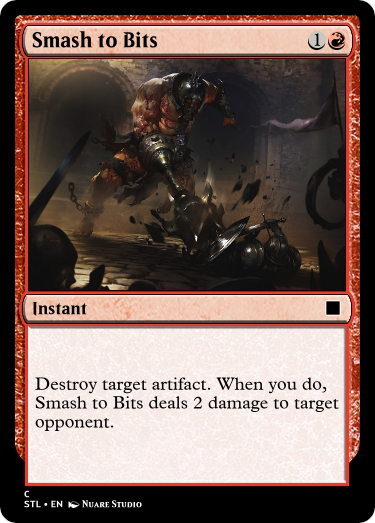 Smash to Bits 1
Instant
Destroy target artifact. When you do,
Smash to Bits deals 2 damage to target
opponent.
C
STL • EN Nuare Studio